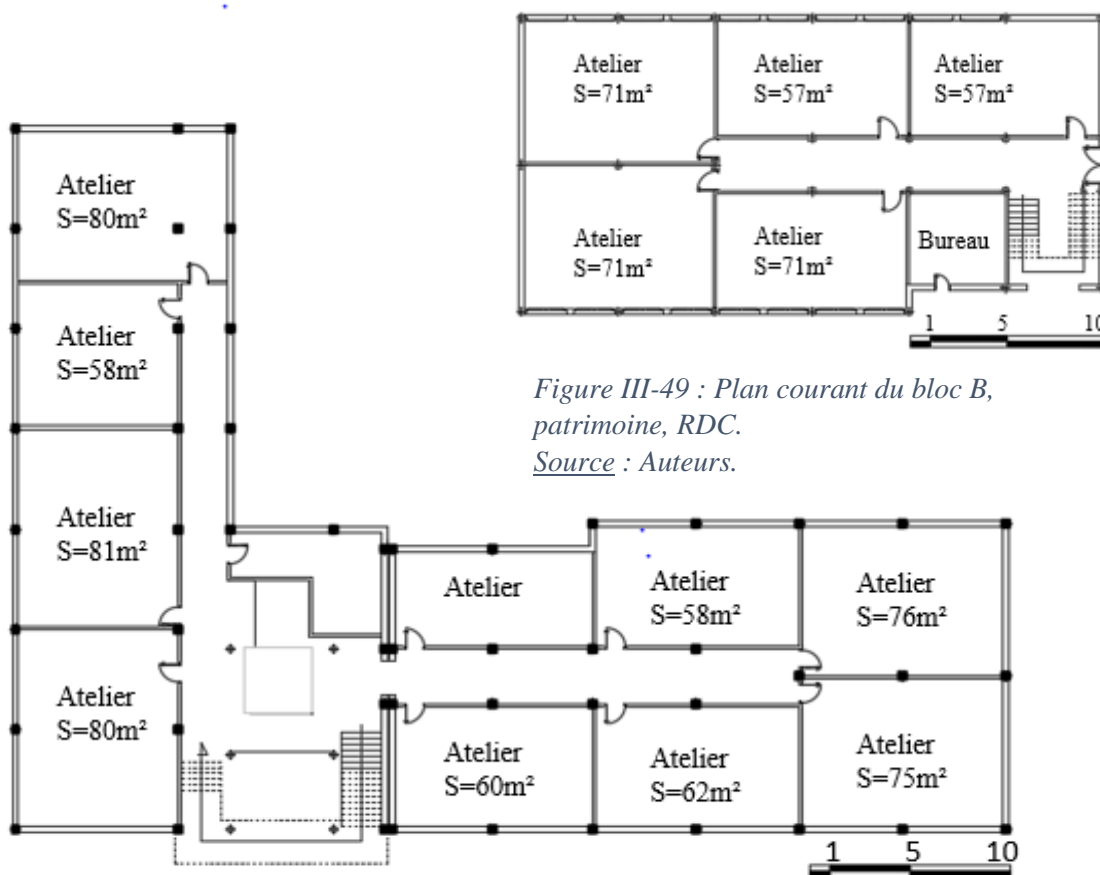 Atelier
S=71m²
Atelier
S=57m²
Atelier
S=57m²
Atelier
S=71m²
Atelier
S=71m²
Bureau
1 5 10
Figure III-49 : Plan courant du bloc B,
patrimoine, RDC.
Source : Auteurs.
Atelier
S=80m²
Atelier
S=58m²
Atelier
S=81m²
Atelier
S=80m²
Atelier
Atelier
S=58m²
Atelier
S=76m²
Atelier
S=60m²
Atelier
S=62m²
Atelier
S=75m²
1 5 10